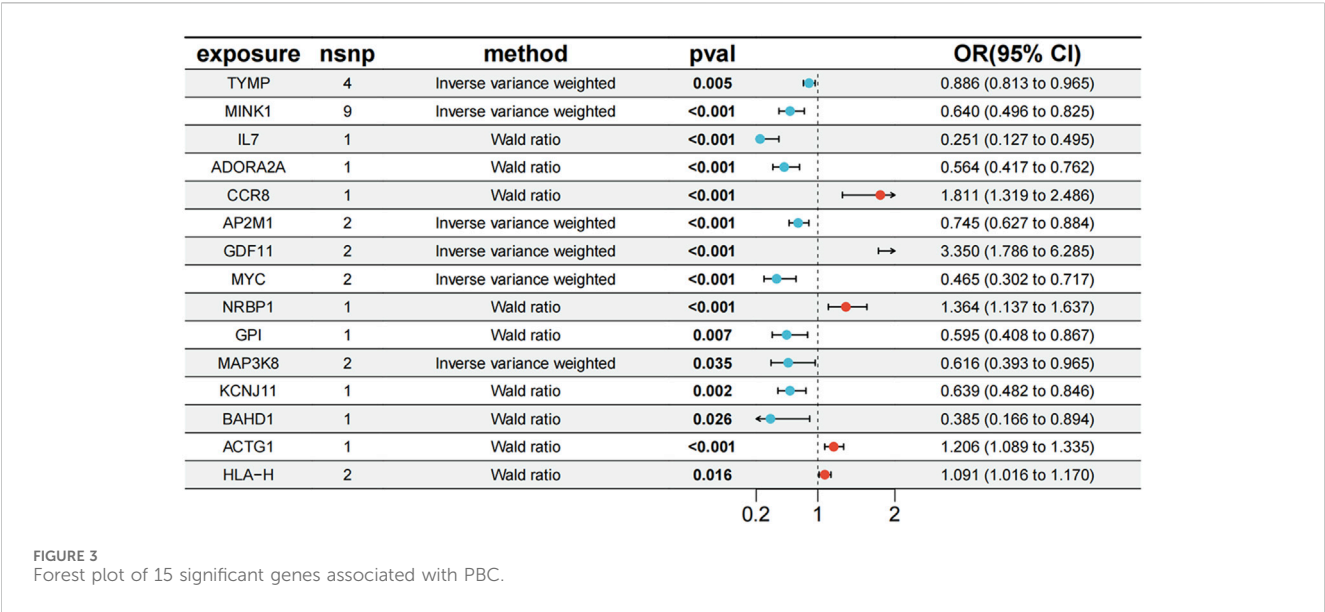 exposure nsnp method pval OR(95% CI)
TYMP 4 Inverse variance weighted 0.005 0.886 (0.813 to 0.965)
MINK1 9 Inverse variance weighted <0.001 0.640 (0.496 to 0.825)
IL7 1 Wald ratio <0.001 0.251 (0.127 to 0.495)
ADORA2A 1 Wald ratio <0.001 0.564 (0.417 to 0.762)
CCR8 1 Wald ratio <0.001 1.811 (1.319 to 2.486)
AP2M1 2 Inverse variance weighted <0.001 0.745 (0.627 to 0.884)
GDF11 2 Inverse variance weighted <0.001 3.350 (1.786 to 6.285)
MYC 2 Inverse variance weighted <0.001 0.465 (0.302 to 0.717)
NRBP1 1 Wald ratio <0.001 1.364 (1.137 to 1.637)
GPI 1 Wald ratio 0.007 0.595 (0.408 to 0.867)
MAP3K8 2 Inverse variance weighted 0.035 0.616 (0.393 to 0.965)
KCNJ11 1 Wald ratio 0.002 0.639 (0.482 to 0.846)
BAHD1 1 Wald ratio 0.026 0.385 (0.166 to 0.894)
ACTG1 1 Wald ratio <0.001 1.206 (1.089 to 1.335)
HLA−H 2 Wald ratio 0.016 1.091 (1.016 to 1.170)
0.2 1 2
FIGURE 3
Forest plot of 15 significant genes associated with PBC.